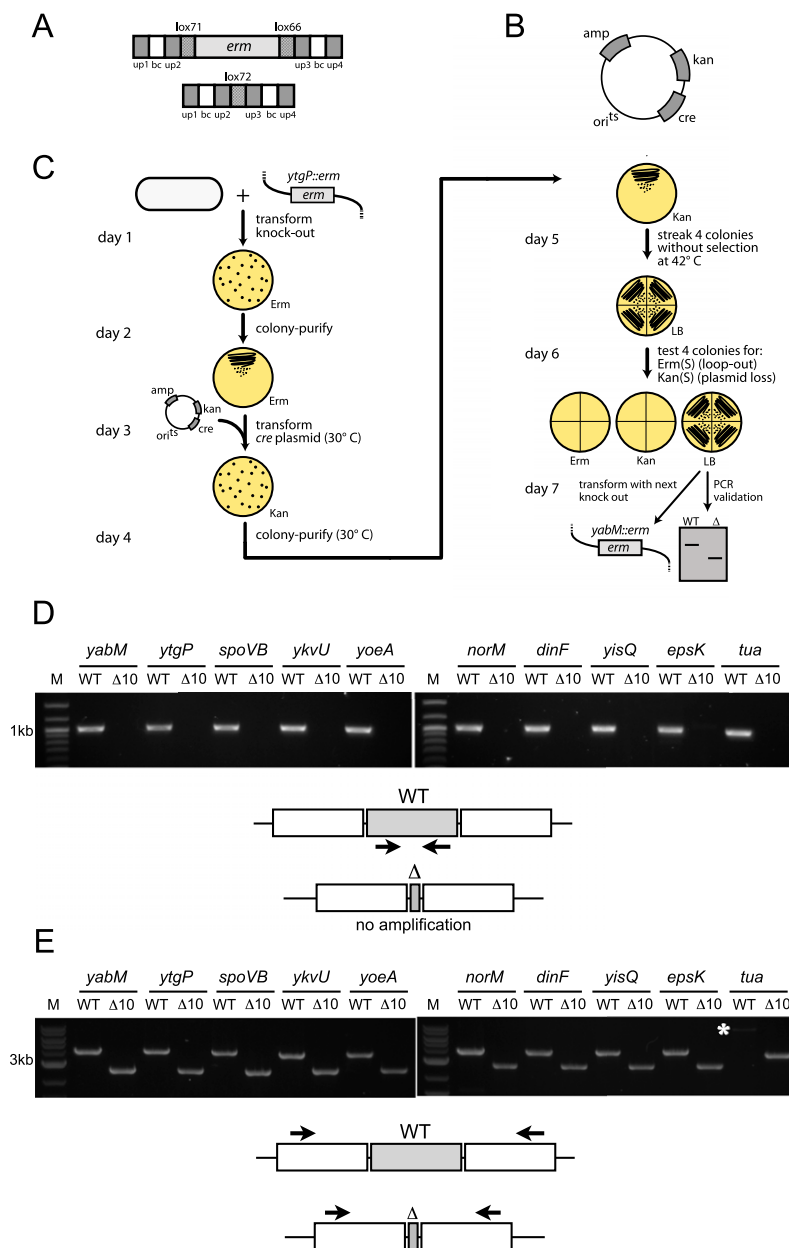 A
lox71 lox66
erm
up1 bc up2 up3 bc up4
lox72
up1 bc up2 up3 bc up4
B
amp
kan
cre
ori^ts
C
+
ytgP::erm
erm
day 1
transform
knock-out
Erm
day 2
colony-purify
Erm
amp
kan
cre
ori^ts
day 3
transform
cre plasmid (30° C)
Kan
day 4
colony-purify (30° C)
Kan
day 5
streak 4 colonies
without selection
at 42° C
LB
day 6
test 4 colonies for:
Erm(S) (loop-out)
Kan(S) (plasmid loss)
Erm Kan LB
day 7
transform with next
knock out
PCR
validation
yabM::erm
erm
WT Δ
D
yabM ytgP spoVB ykvU yoeA norM dinF yisQ epsK tua
M WT Δ10 WT Δ10 WT Δ10 WT Δ10 WT Δ10 M WT Δ10 WT Δ10 WT Δ10 WT Δ10 WT Δ10
1kb
WT
Δ
no amplification
E
yabM ytgP spoVB ykvU yoeA norM dinF yisQ epsK tua
M WT Δ10 WT Δ10 WT Δ10 WT Δ10 WT Δ10 M WT Δ10 WT Δ10 WT Δ10 WT Δ10 WT Δ10
*
3kb
WT
Δ